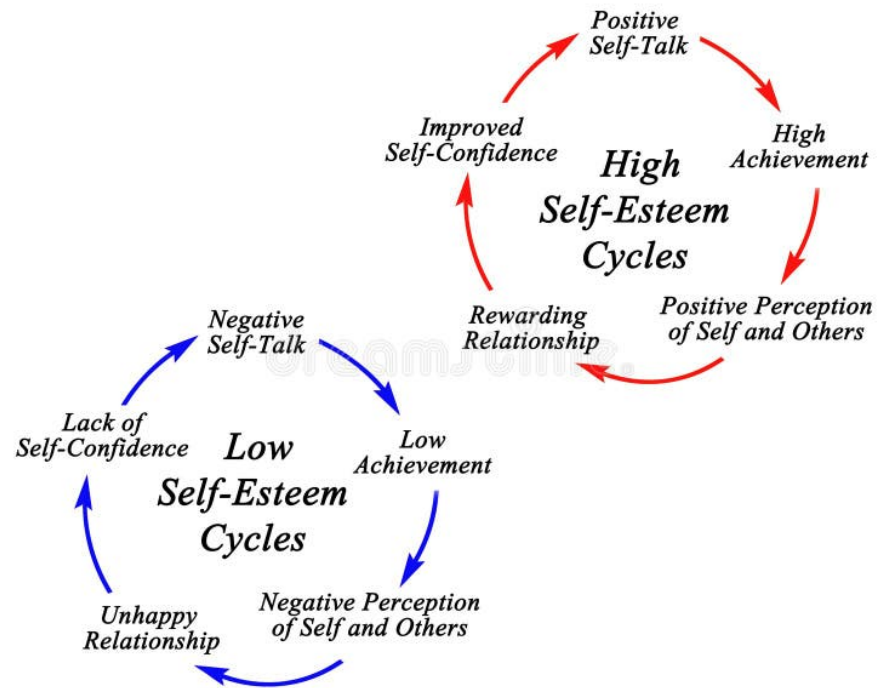 Positive
Self-Talk
High
Achievement
Positive Perception
of Self and Others
Rewarding
Relationship
Improved
Self-Confidence
High
Self-Esteem
Cycles
Negative
Self-Talk
Low
Achievement
Negative Perception
of Self and Others
Unhappy
Relationship
Lack of
Self-Confidence
Low
Self-Esteem
Cycles
dreamstime